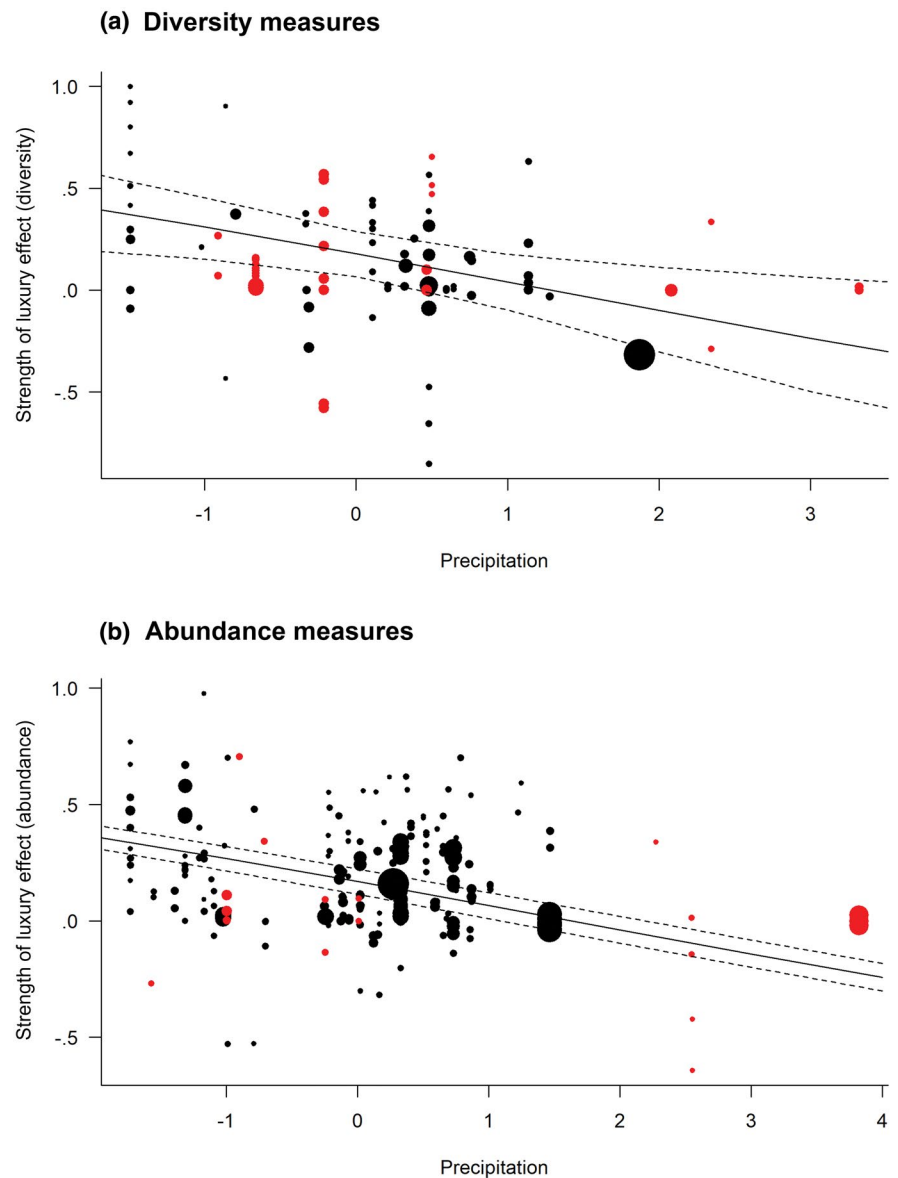 (a) Diversity measures
1.0
.5
.0
-.5
Strength of luxury effect (diversity)
-1 0 1 2 3
Precipitation
(b) Abundance measures
1.0
.5
.0
-.5
Strength of luxury effect (abundance)
-1 0 1 2 3 4
Precipitation